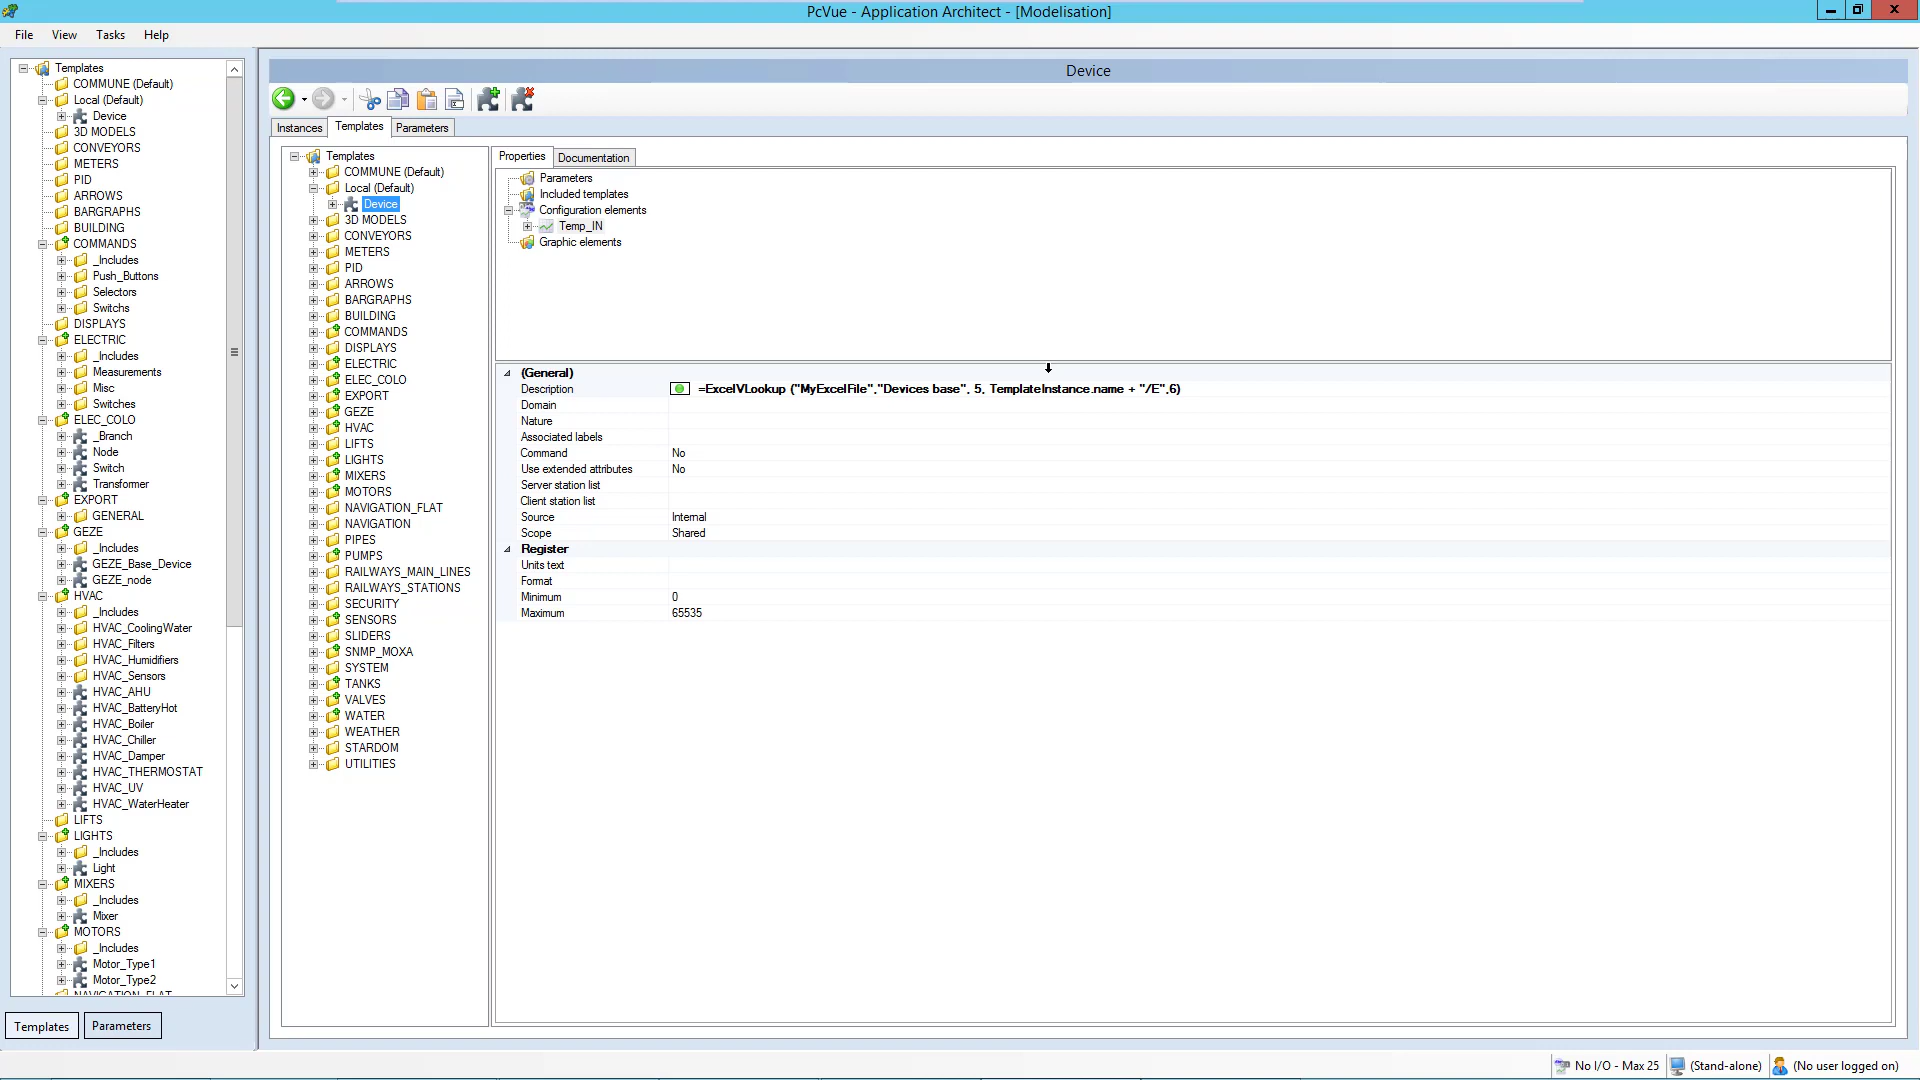 PcVue - Application Architect - [Modelisation]
File View Tasks Help
Templates
COMMUNE (Default)
Local (Default)
Device
3D MODELS
CONVEYORS
METERS
PID
ARROWS
BARGRAPHS
BUILDING
COMMANDS
_Includes
Push_Buttons
Selectors
Switchs
DISPLAYS
ELECTRIC
_Includes
Measurements
Misc
Switches
ELEC_COLO
_Branch
Node
Switch
Transformer
EXPORT
GENERAL
GEZE
_Includes
GEZE_Base_Device
GEZE_node
HVAC
_Includes
HVAC_CoolingWater
HVAC_Filters
HVAC_Humidifiers
HVAC_Sensors
HVAC_AHU
HVAC_BatteryHot
HVAC_Boiler
HVAC_Chiller
HVAC_Damper
HVAC_THERMOSTAT
HVAC_UV
HVAC_WaterHeater
LIFTS
LIGHTS
_Includes
Light
MIXERS
_Includes
Mixer
MOTORS
_Includes
Motor_Type1
Motor_Type2
NAVIGATION_FLAT
Templates Parameters
Device
Instances Templates Parameters
Templates
COMMUNE (Default)
Local (Default)
Device
3D MODELS
CONVEYORS
METERS
PID
ARROWS
BARGRAPHS
BUILDING
COMMANDS
DISPLAYS
ELECTRIC
ELEC_COLO
EXPORT
GEZE
HVAC
LIFTS
LIGHTS
MIXERS
MOTORS
NAVIGATION_FLAT
NAVIGATION
PIPES
PUMPS
RAILWAYS_MAIN_LINES
RAILWAYS_STATIONS
SECURITY
SENSORS
SLIDERS
SNMP_MOXA
SYSTEM
TANKS
VALVES
WATER
WEATHER
STARDOM
UTILITIES
Properties Documentation
Parameters
Included templates
Configuration elements
Temp_IN
Graphic elements
(General)
Description =ExcelVLookup ("MyExcelFile","Devices base", 5, TemplateInstance.name + "/E",6)
Domain
Nature
Associated labels
Command No
Use extended attributes No
Server station list
Client station list
Source Internal
Scope Shared
Register
Units text
Format
Minimum 0
Maximum 65535
No I/O - Max 25 (Stand-alone) (No user logged on)